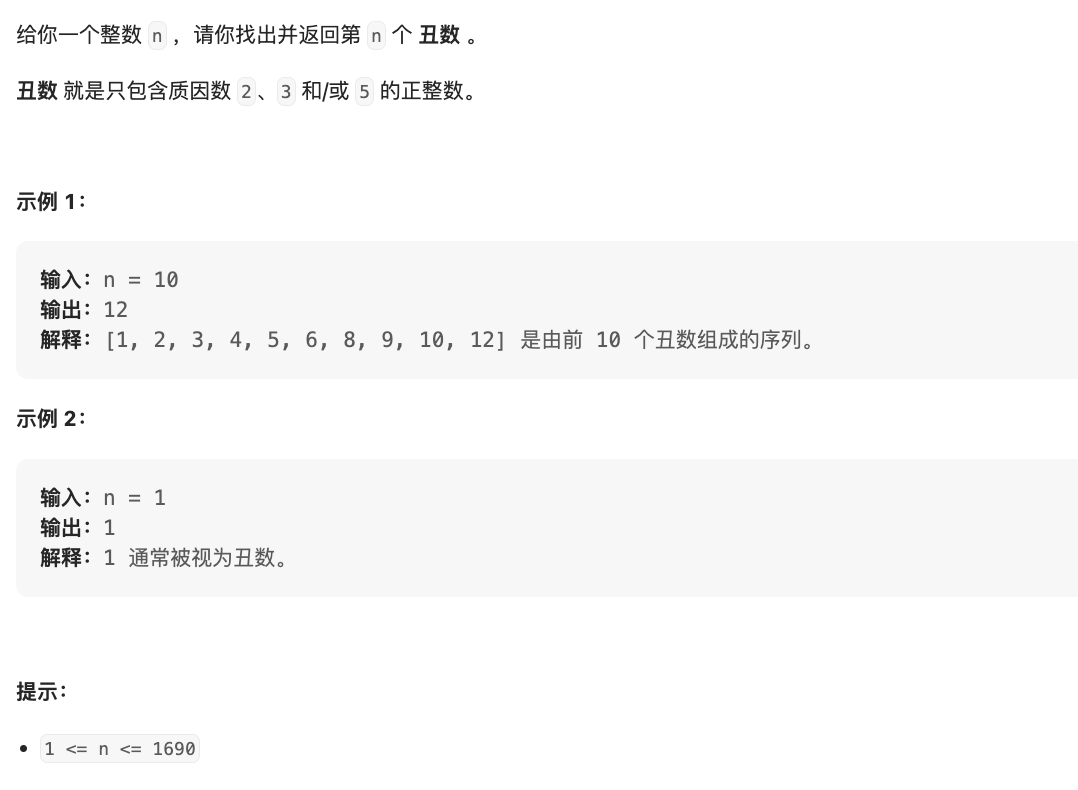 给你一个整数 n ，请你找出并返回第 n 个 丑数 。
丑数 就是只包含质因数 2、3 和/或 5 的正整数。
示例 1：
输入：n = 10
输出：12
解释：[1, 2, 3, 4, 5, 6, 8, 9, 10, 12] 是由前 10 个丑数组成的序列。
示例 2：
输入：n = 1
输出：1
解释：1 通常被视为丑数。
提示：
• 1 <= n <= 1690